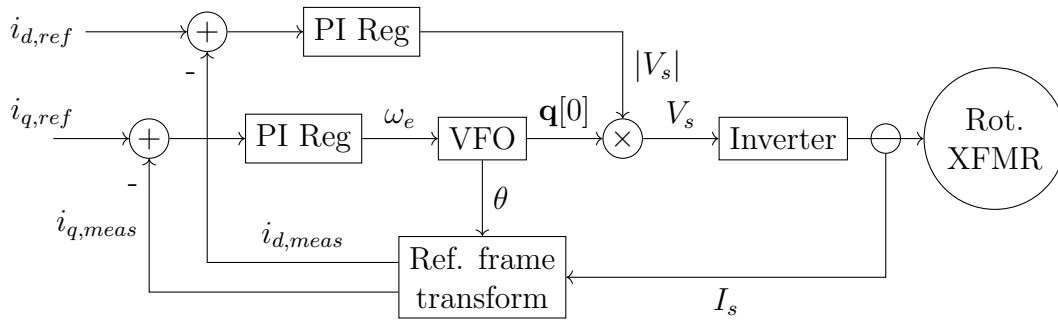 i_{d,ref}
+
PI Reg
-
|V_s|
i_{q,ref}
+
PI Reg
ω_e
VFO
q[0]
×
V_s
Inverter
Rot.
XFMR
-
θ
i_{q,meas}
i_{d,meas}
Ref. frame
transform
I_s